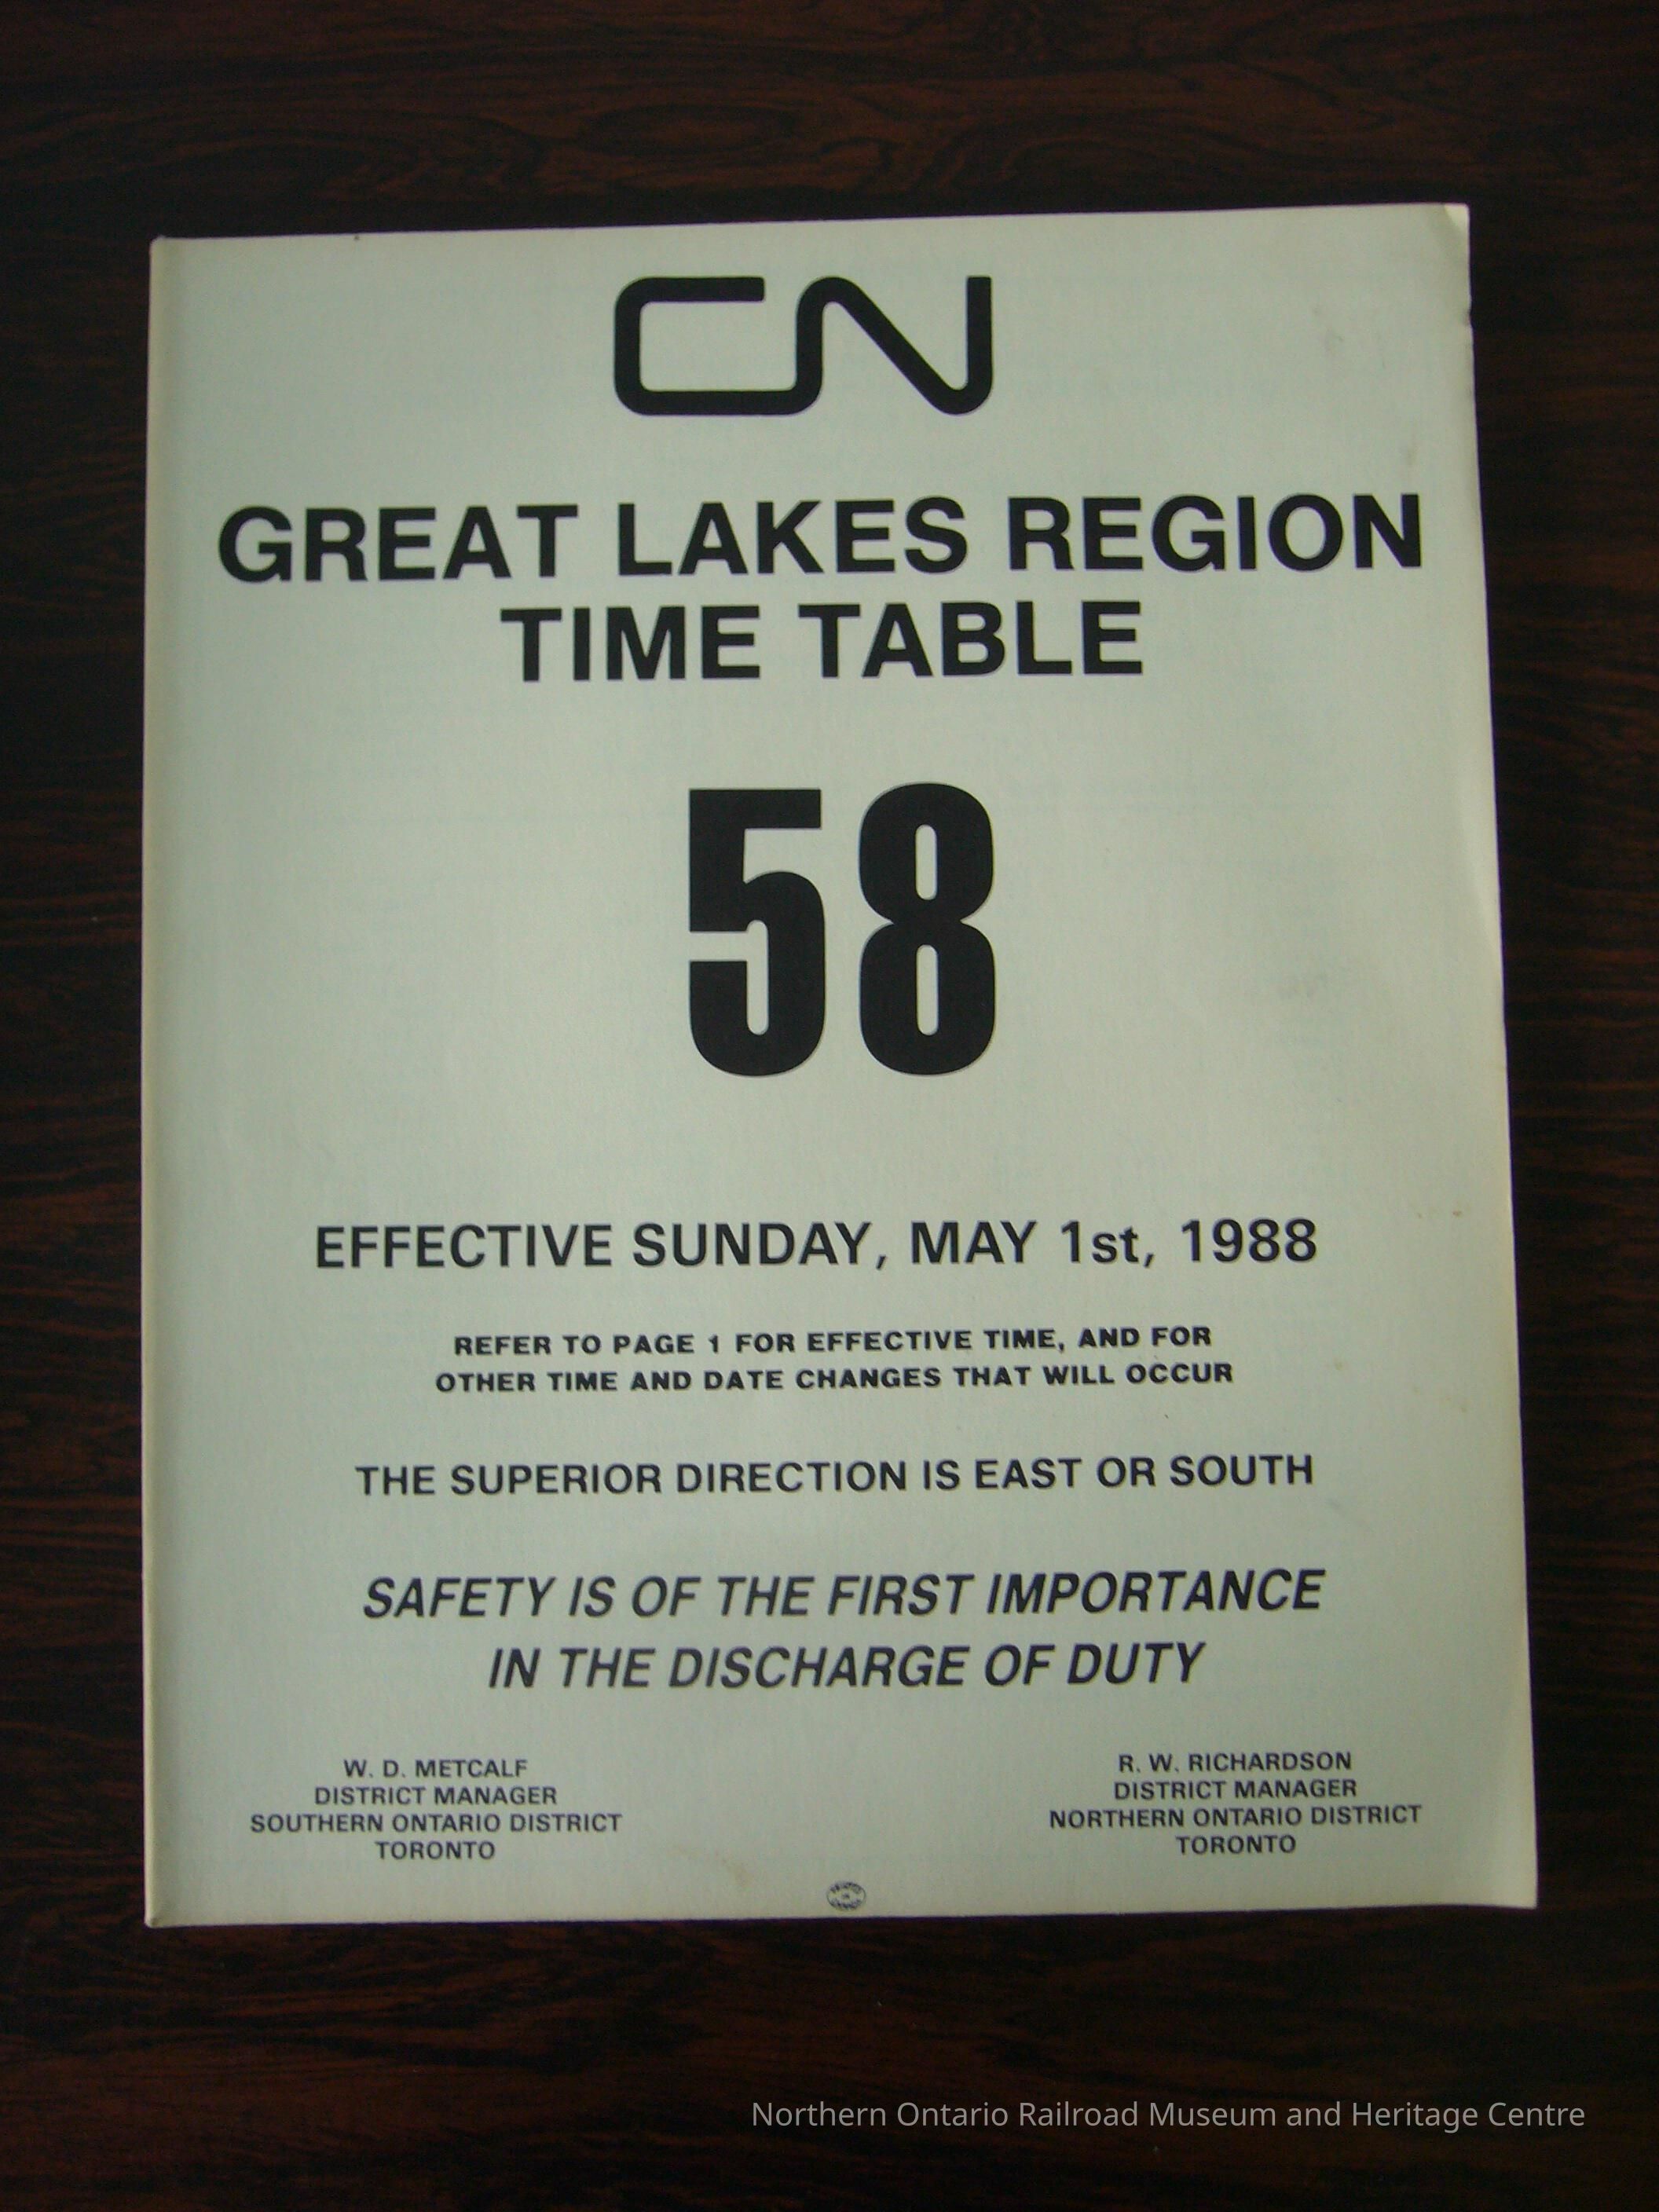 CN
GREAT LAKES REGION
TIME TABLE
58
EFFECTIVE SUNDAY, MAY 1st, 1988
REFER TO PAGE 1 FOR EFFECTIVE TIME, AND FOR
OTHER TIME AND DATE CHANGES THAT WILL OCCUR
THE SUPERIOR DIRECTION IS EAST OR SOUTH
SAFETY IS OF THE FIRST IMPORTANCE
IN THE DISCHARGE OF DUTY
W. D. METCALF
DISTRICT MANAGER
SOUTHERN ONTARIO DISTRICT
TORONTO
R. W. RICHARDSON
DISTRICT MANAGER
NORTHERN ONTARIO DISTRICT
TORONTO
Northern Ontario Railroad Museum and Heritage Centre